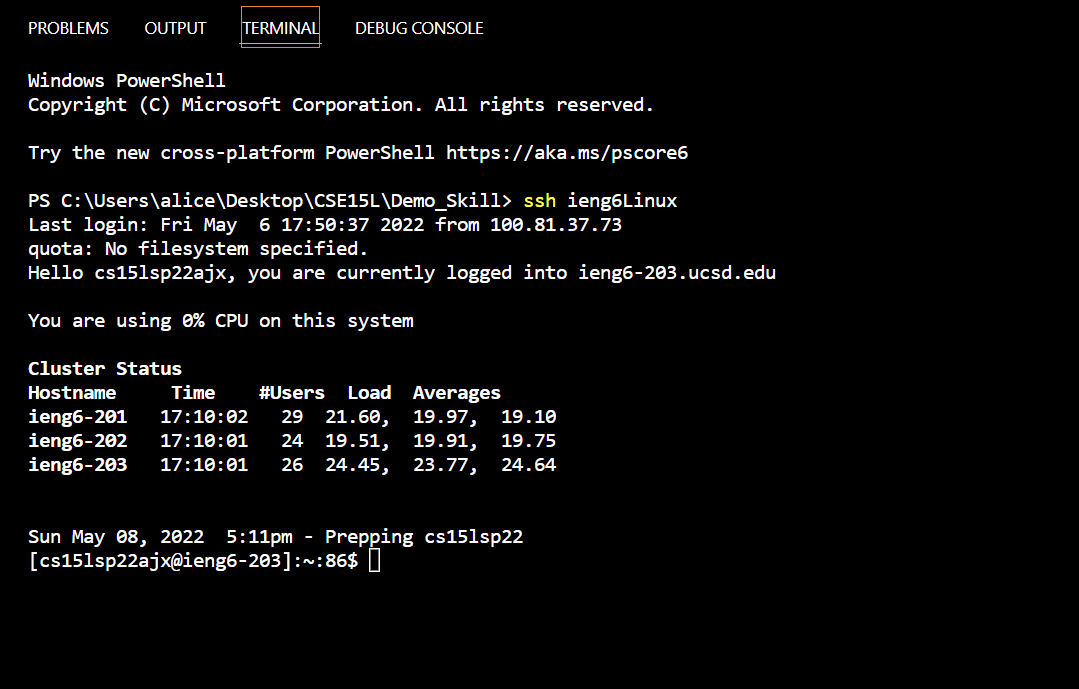 PROBLEMS OUTPUT TERMINAL DEBUG CONSOLE
Windows PowerShell
Copyright (C) Microsoft Corporation. All rights reserved.
Try the new cross-platform PowerShell https://aka.ms/pscore6
PS C:\Users\alice\Desktop\CSE15L\Demo_Skill> ssh ieng6Linux
Last login: Fri May  6 17:50:37 2022 from 100.81.37.73
quota: No filesystem specified.
Hello cs15lsp22ajx, you are currently logged into ieng6-203.ucsd.edu
You are using 0% CPU on this system
Cluster Status
Hostname     Time    #Users  Load  Averages
ieng6-201   17:10:02   29  21.60,  19.97,  19.10
ieng6-202   17:10:01   24  19.51,  19.91,  19.75
ieng6-203   17:10:01   26  24.45,  23.77,  24.64
Sun May 08, 2022  5:11pm - Prepping cs15lsp22
[cs15lsp22ajx@ieng6-203]:~:86$